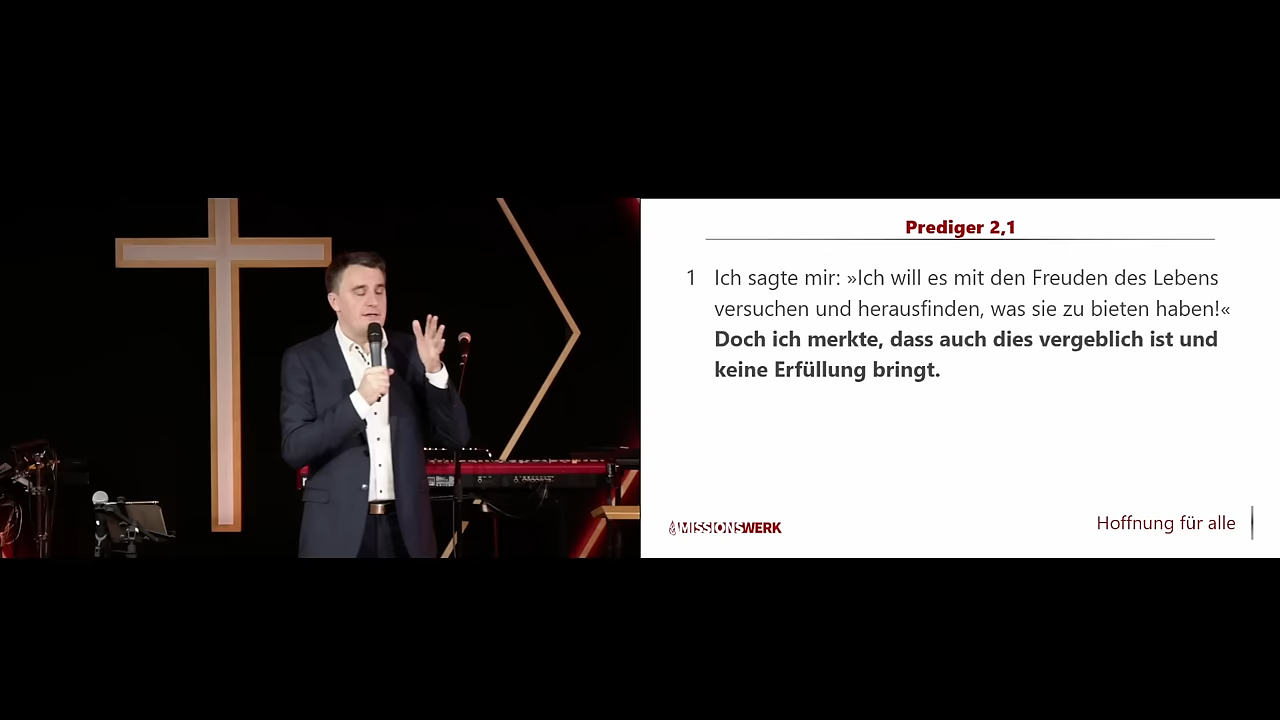 Prediger 2,1
1 Ich sagte mir: »Ich will es mit den Freuden des Lebens
versuchen und herausfinden, was sie zu bieten haben!«
Doch ich merkte, dass auch dies vergeblich ist und
keine Erfüllung bringt.
MISSIONSWERK
Hoffnung für alle